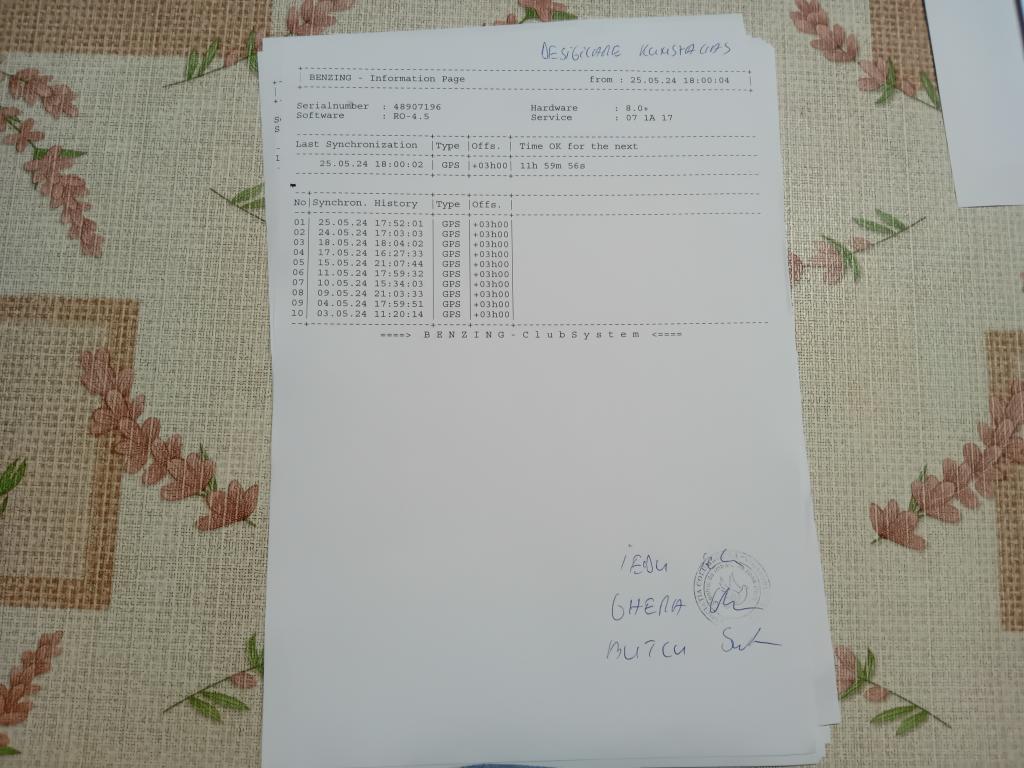 DESIGILARE KUNSTADAS
BENZING - Information Page from : 25.05.24 18:00:04
Serialnumber : 48907196 Hardware : 8.0*
Software : RO-4.5 Service : 07 1A 17
Last Synchronization |Type |Offs. | Time OK for the next
25.05.24 18:00:02 | GPS |+03h00| 11h 59m 56s
No|Synchron. History |Type |Offs. |
01| 25.05.24 17:52:01 | GPS |+03h00|
02| 24.05.24 17:03:03 | GPS |+03h00|
03| 18.05.24 18:04:02 | GPS |+03h00|
04| 17.05.24 16:27:33 | GPS |+03h00|
05| 15.05.24 21:07:44 | GPS |+03h00|
06| 11.05.24 17:59:32 | GPS |+03h00|
07| 10.05.24 15:34:03 | GPS |+03h00|
08| 09.05.24 21:03:33 | GPS |+03h00|
09| 04.05.24 17:59:51 | GPS |+03h00|
10| 03.05.24 11:20:14 | GPS |+03h00|
====> B E N Z I N G - C l u b S y s t e m <====
IEDU
GHERA
BUTCU